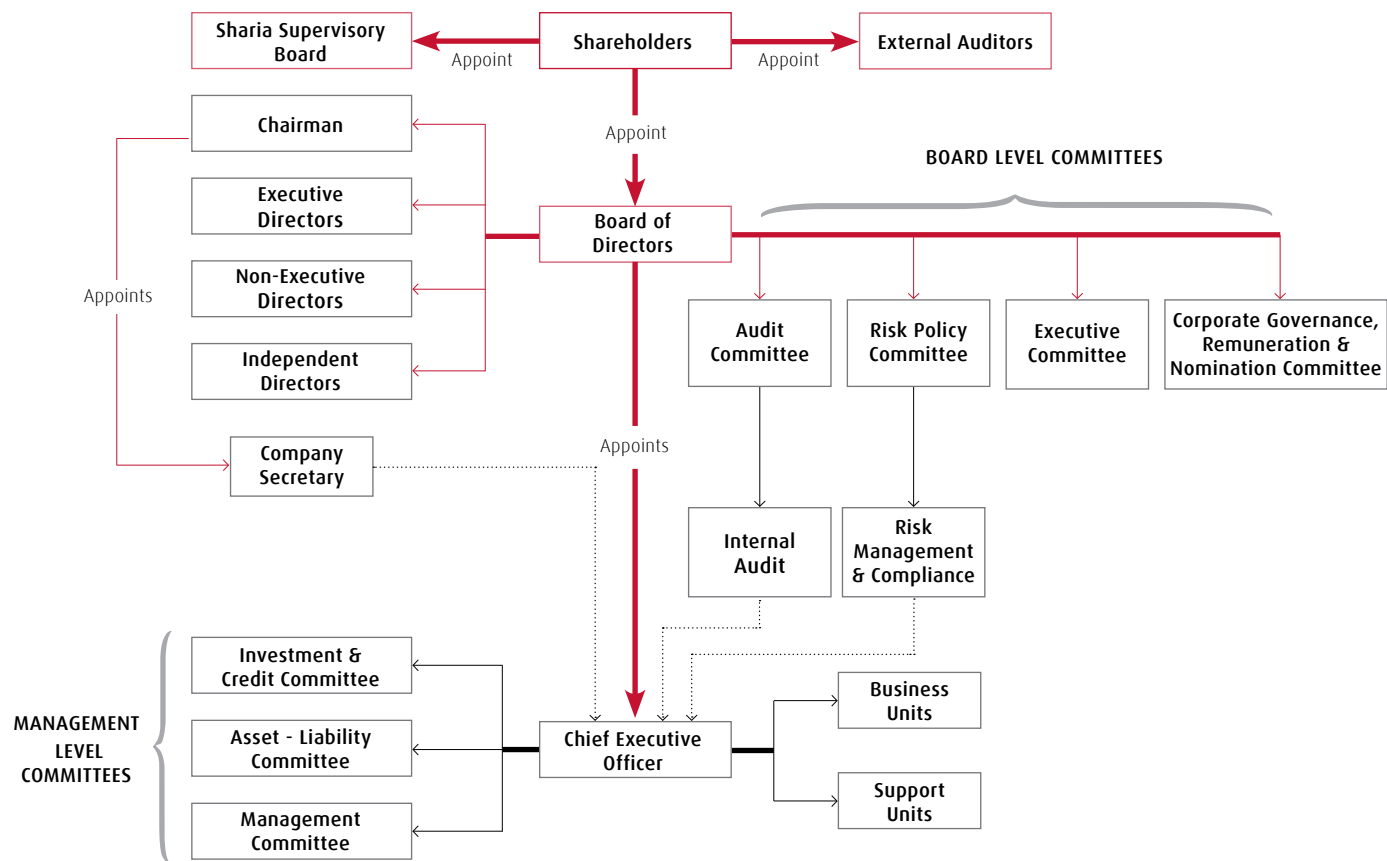 Sharia Supervisory
Board
Appoint
Shareholders
Appoint
External Auditors
Appoint
Chairman
Executive
Directors
Non-Executive
Directors
Independent
Directors
Appoints
Company
Secretary
Board of
Directors
BOARD LEVEL COMMITTEES
Audit
Committee
Risk Policy
Committee
Executive
Committee
Corporate Governance,
Remuneration &
Nomination Committee
Appoints
Internal
Audit
Risk
Management
& Compliance
MANAGEMENT
LEVEL
COMMITTEES
Investment &
Credit Committee
Asset - Liability
Committee
Management
Committee
Chief Executive
Officer
Business
Units
Support
Units